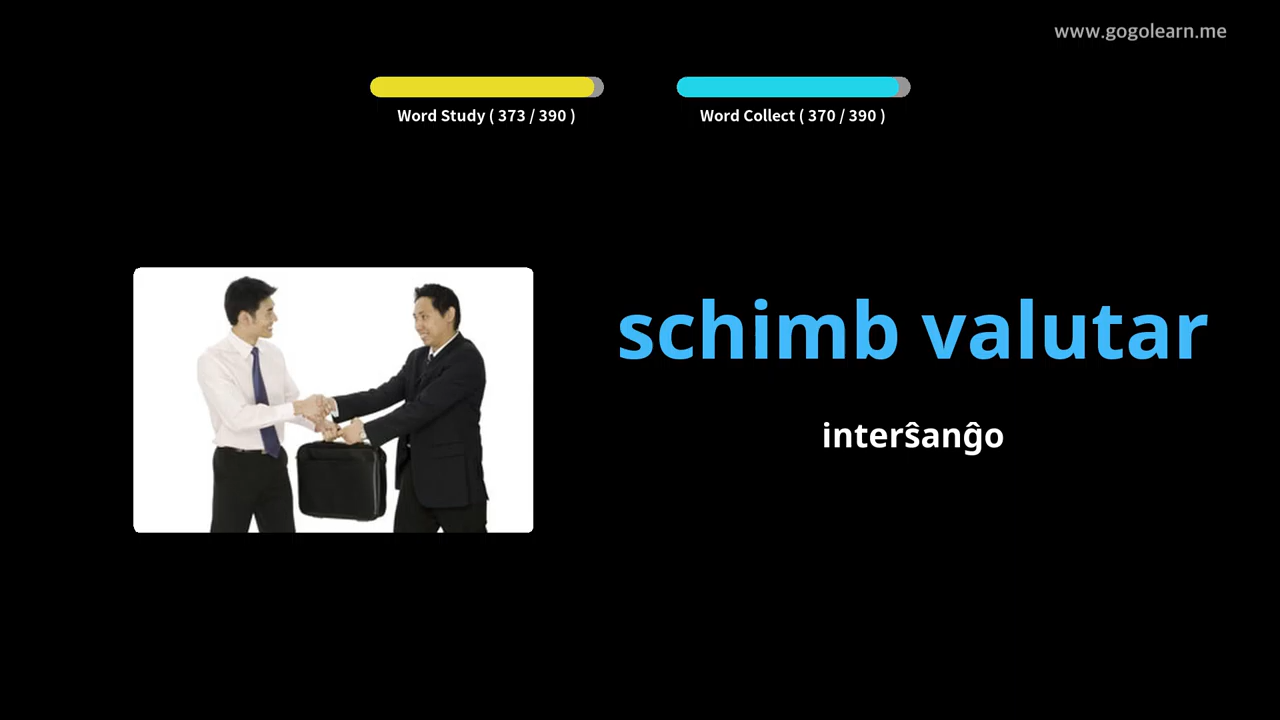 www.gogolearn.me
Word Study ( 373 / 390 )
Word Collect ( 370 / 390 )
schimb valutar
interŝanĝo